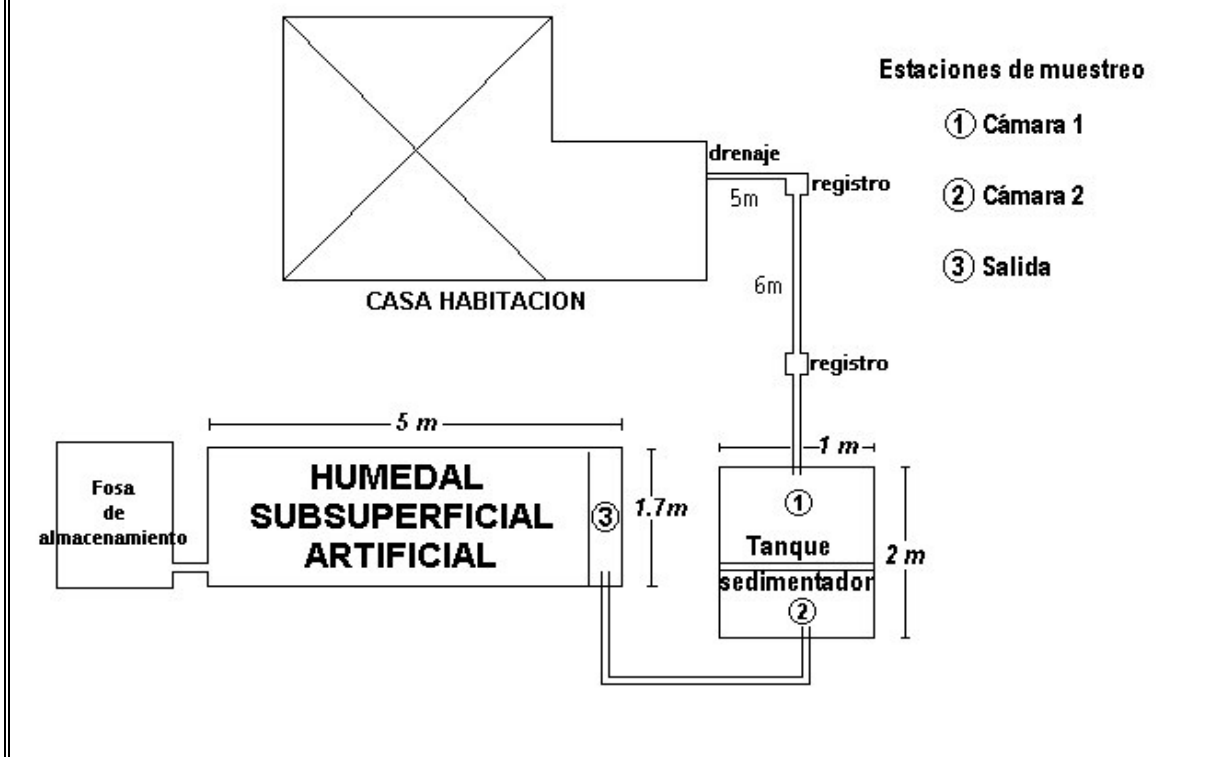 Estaciones de muestreo
① Cámara 1
② Cámara 2
③ Salida
drenaje
registro
5m
6m
CASA HABITACION
registro
5 m
1 m
HUMEDAL
SUBSUPERFICIAL
ARTIFICIAL
③
1.7m
Fosa
de
almacenamiento
①
Tanque
sedimentador
②
2 m